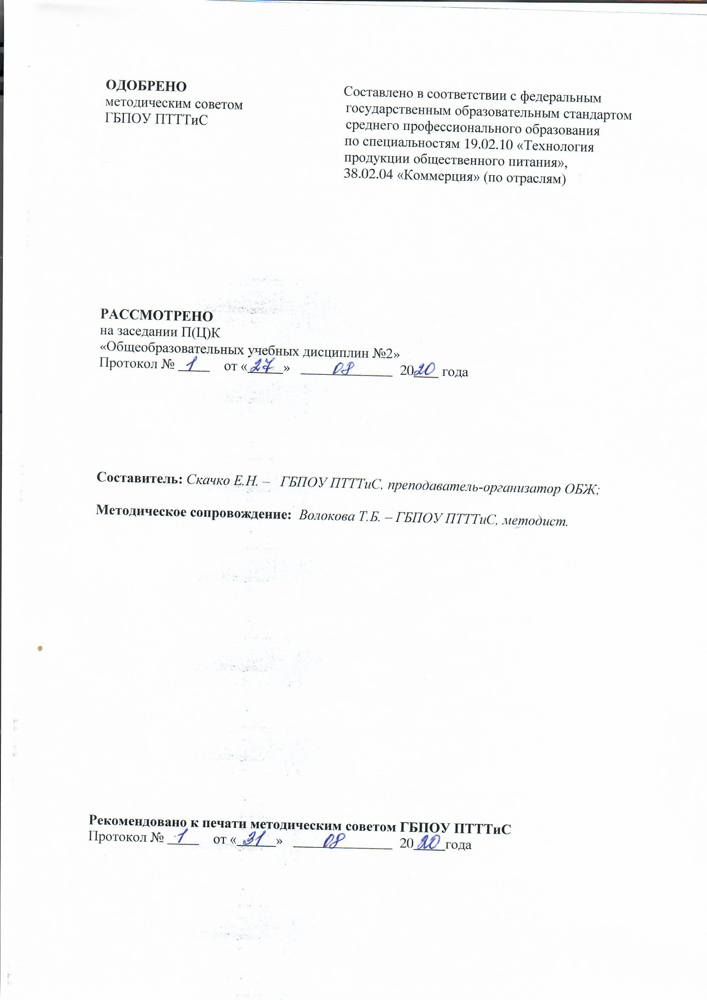 ОДОБРЕНО
методическим советом
ГБПОУ ПТТТиС
Составлено в соответствии с федеральным
государственным образовательным стандартом
среднего профессионального образования
по специальностям 19.02.10 «Технология
продукции общественного питания»,
38.02.04 «Коммерция» (по отраслям)
РАССМОТРЕНО
на заседании П(Ц)К
«Общеобразовательных учебных дисциплин №2»
Протокол № 1 от «27» 08 2020 года
Составитель: Скачко Е.Н. – ГБПОУ ПТТТиС, преподаватель-организатор ОБЖ;
Методическое сопровождение: Волокова Т.Б. – ГБПОУ ПТТТиС, методист.
Рекомендовано к печати методическим советом ГБПОУ ПТТТиС
Протокол № 1 от «31» 08 2020 года